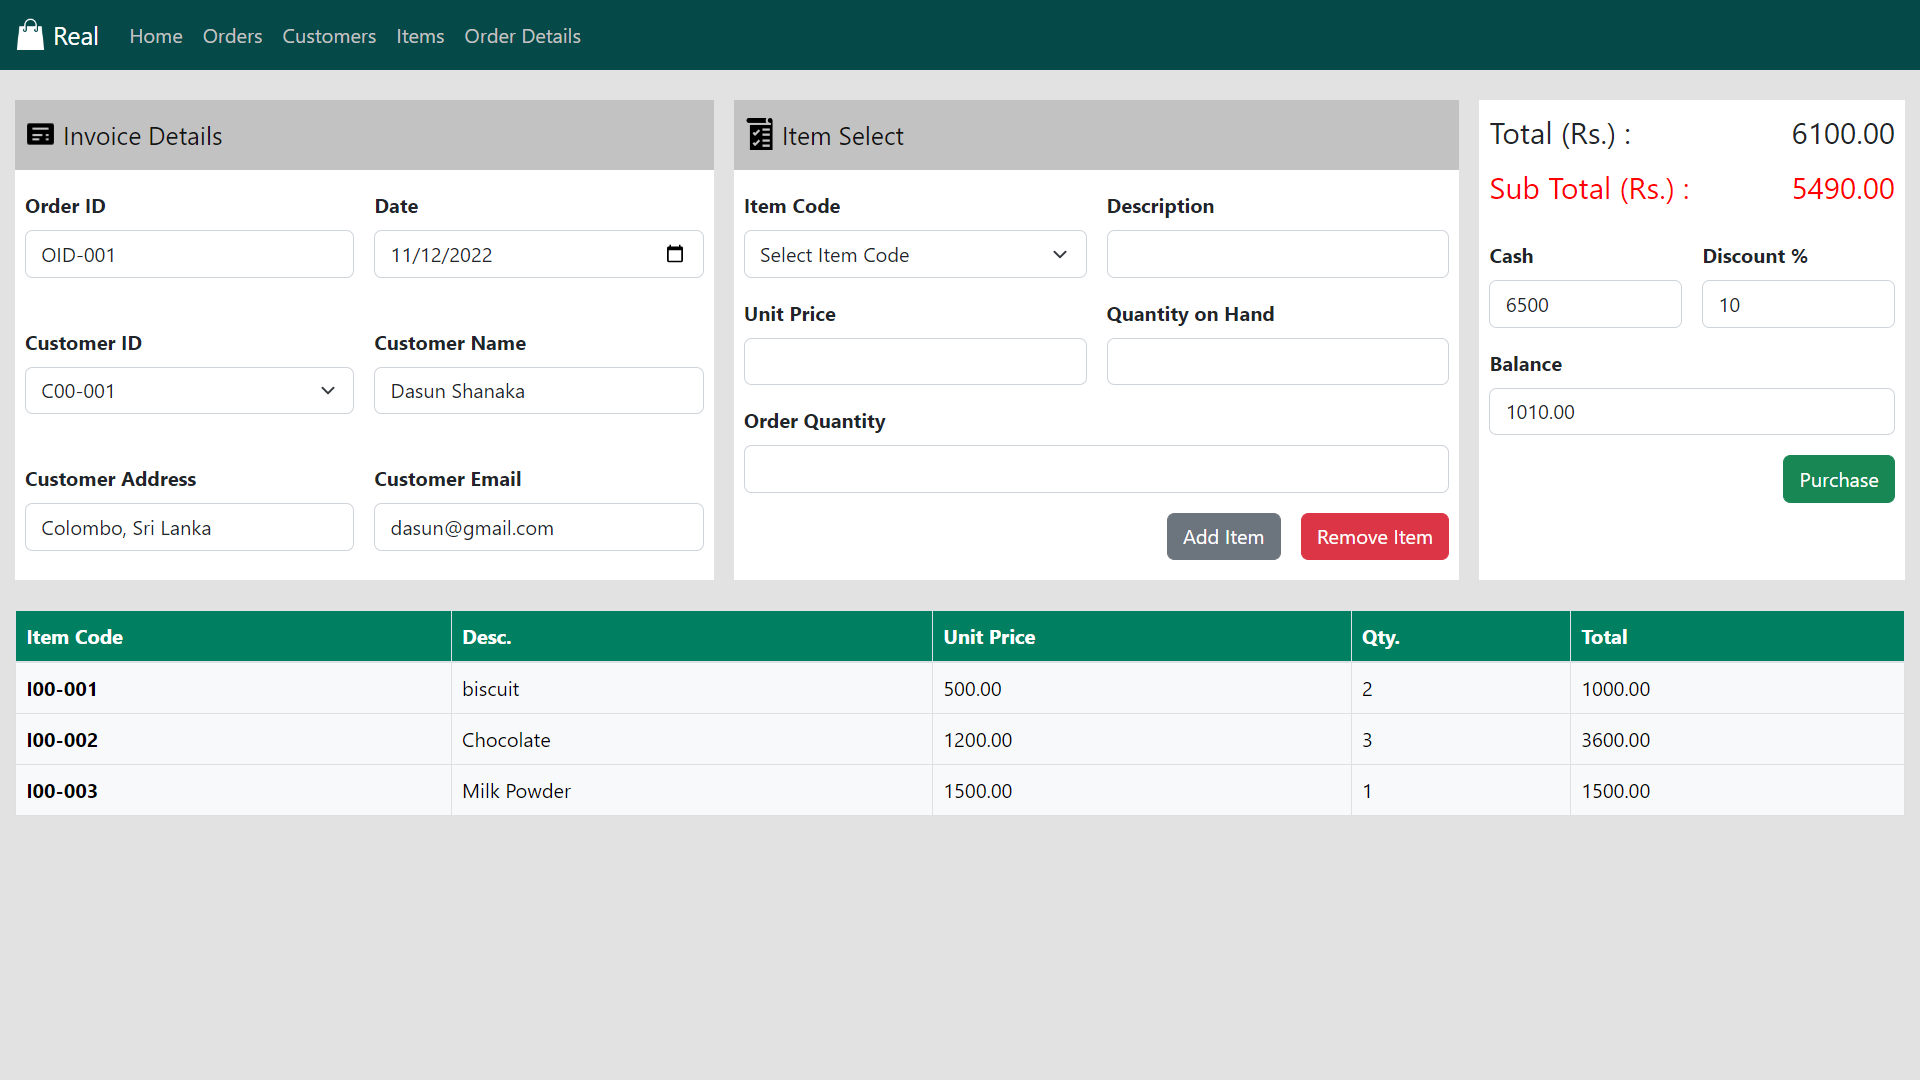 Real Home Orders Customers Items Order Details
Invoice Details
Order ID Date
OID-001 11/12/2022
Customer ID Customer Name
C00-001 Dasun Shanaka
Customer Address Customer Email
Colombo, Sri Lanka dasun@gmail.com
Item Select
Item Code Description
Select Item Code
Unit Price Quantity on Hand
Order Quantity
Add Item Remove Item
Total (Rs.) : 6100.00
Sub Total (Rs.) : 5490.00
Cash Discount %
6500 10
Balance
1010.00
Purchase
Item Code Desc. Unit Price Qty. Total
I00-001 biscuit 500.00 2 1000.00
I00-002 Chocolate 1200.00 3 3600.00
I00-003 Milk Powder 1500.00 1 1500.00